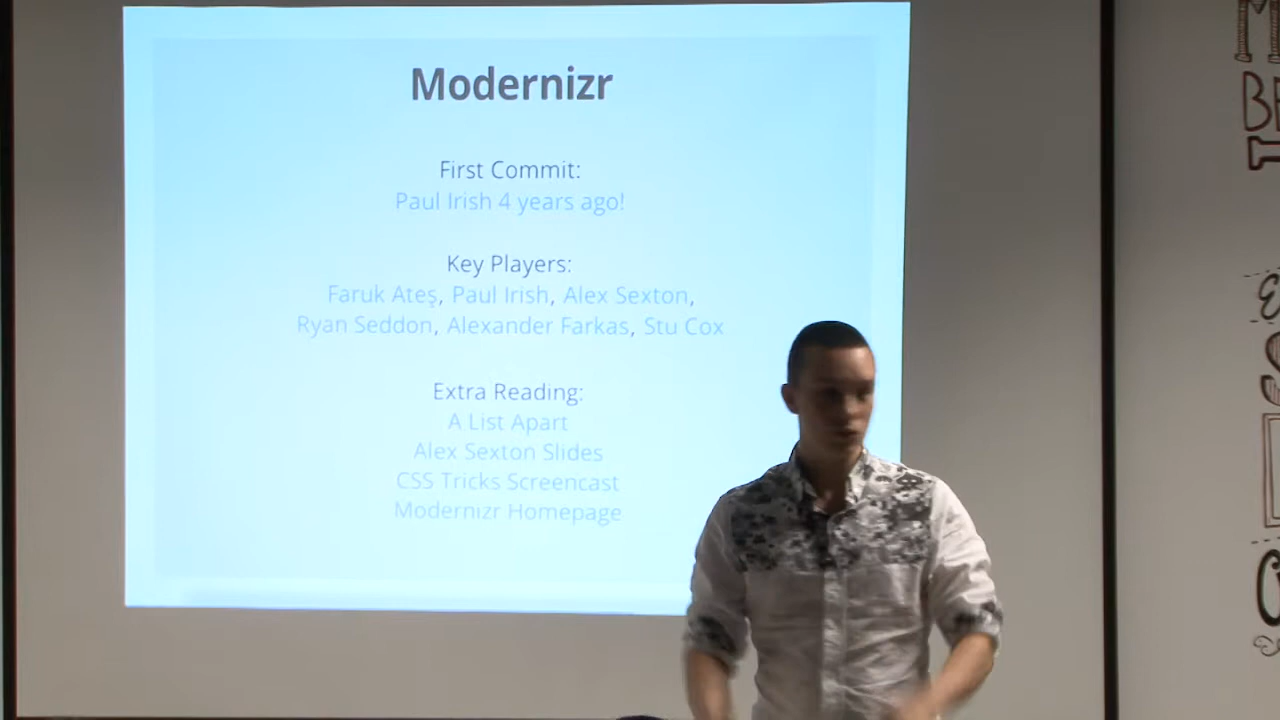 Modernizr
First Commit:
Paul Irish 4 years ago!
Key Players:
Faruk Ateş, Paul Irish, Alex Sexton,
Ryan Seddon, Alexander Farkas, Stu Cox
Extra Reading:
A List Apart
Alex Sexton Slides
CSS Tricks Screencast
Modernizr Homepage